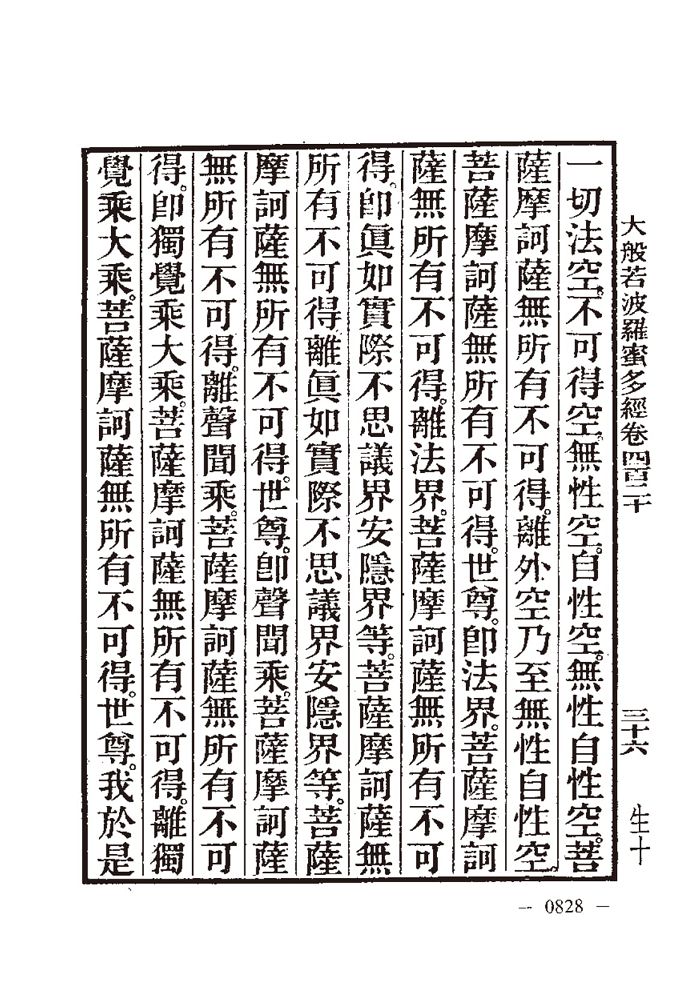 大般若波羅蜜多經卷四百二十
三十六
生十
一切法空。不可得空。無性空。自性空。無性自性空。菩
薩摩訶薩無所有不可得。離外空乃至無性自性空。
菩薩摩訶薩無所有不可得。世尊。卽法界。菩薩摩訶
薩無所有不可得。離法界。菩薩摩訶薩無所有不可
得。卽眞如實際不思議界安隱界等。菩薩摩訶薩無
所有不可得。離眞如實際不思議界安隱界等。菩薩
摩訶薩無所有不可得。世尊。卽聲聞乘。菩薩摩訶薩
無所有不可得。離聲聞乘。菩薩摩訶薩無所有不可
得。卽獨覺乘大乘。菩薩摩訶薩無所有不可得。離獨
覺乘大乘。菩薩摩訶薩無所有不可得。世尊。我於是
– 0828 –